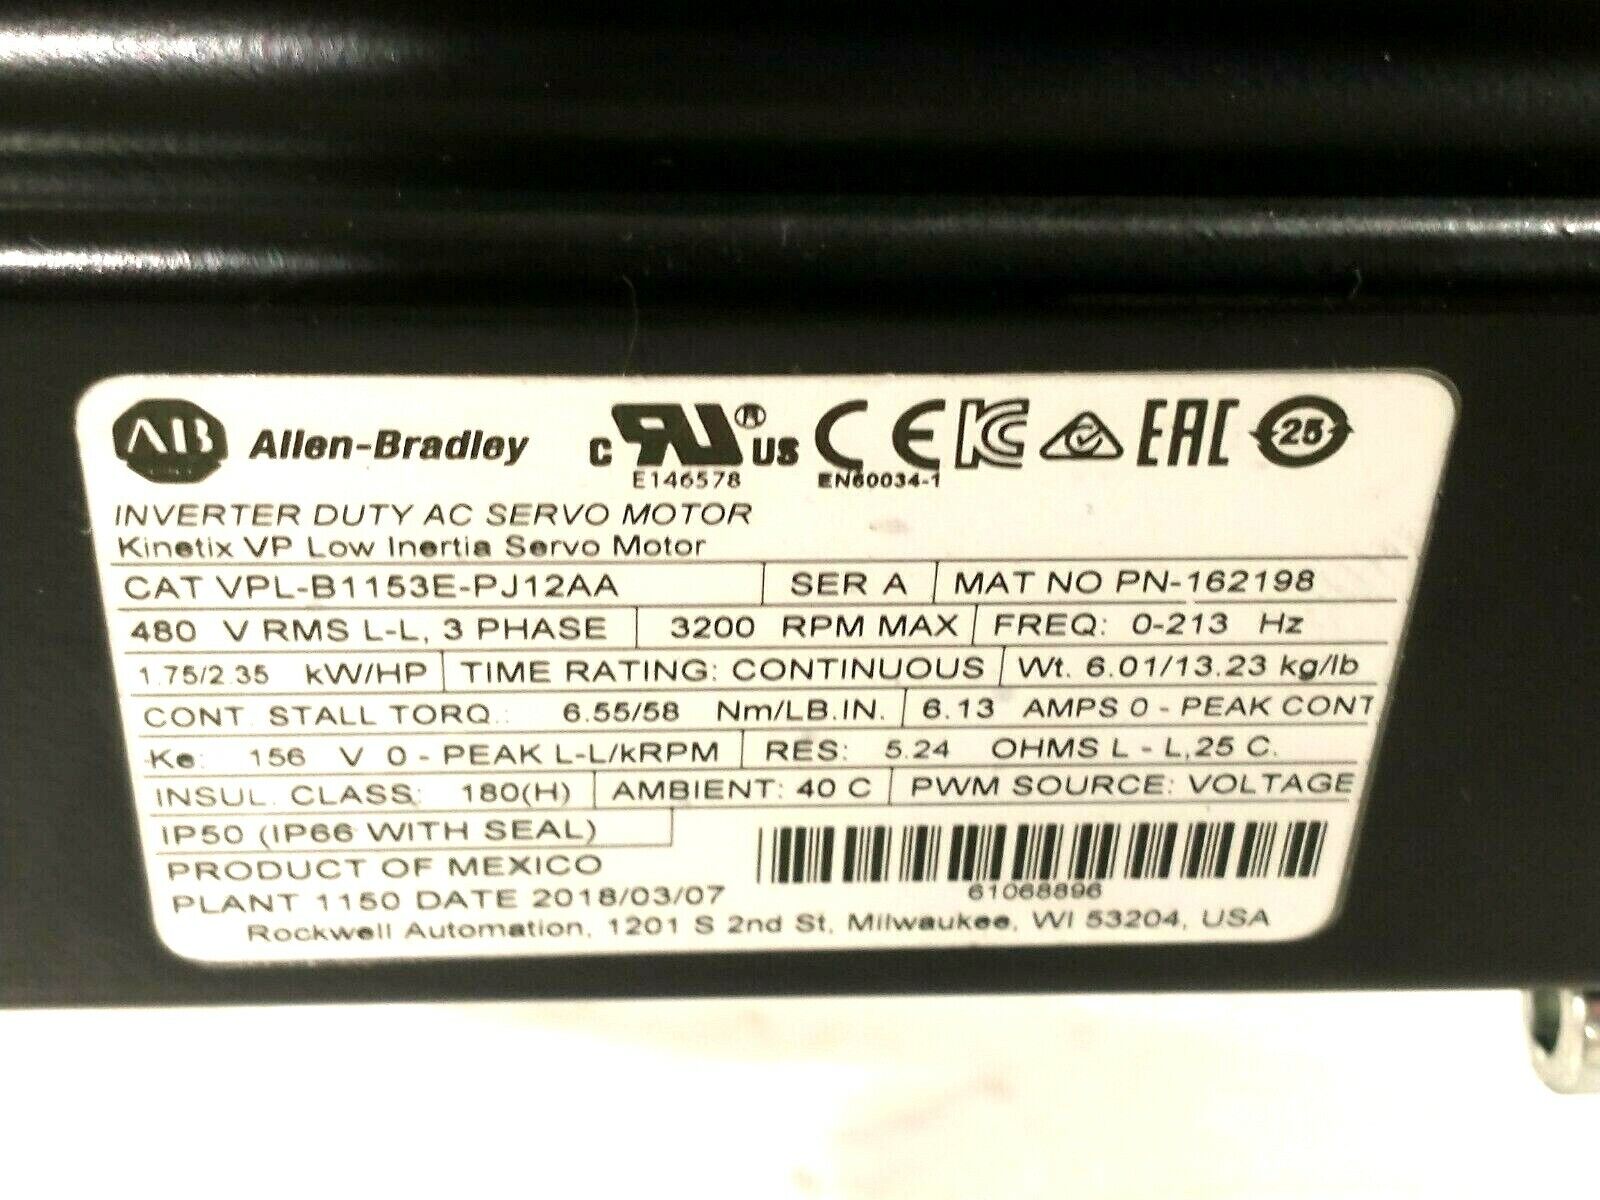 AB Allen-Bradley C UR ® US CE KC EAC 25
E146578 EN60034-1
INVERTER DUTY AC SERVO MOTOR
Kinetix VP Low Inertia Servo Motor
CAT VPL-B1153E-PJ12AA SER A MAT NO PN-162198
480 V RMS L-L, 3 PHASE 3200 RPM MAX FREQ: 0-213 Hz
1.75/2.35 kW/HP TIME RATING: CONTINUOUS Wt. 6.01/13.23 kg/lb
CONT. STALL TORQ.: 6.55/58 Nm/LB.IN. 6.13 AMPS 0 - PEAK CONT
Ke: 156 V 0 - PEAK L-L/kRPM RES: 5.24 OHMS L - L,25 C.
INSUL. CLASS: 180(H) AMBIENT: 40 C PWM SOURCE: VOLTAGE
IP50 (IP66 WITH SEAL)
PRODUCT OF MEXICO
PLANT 1150 DATE 2018/03/07 61068896
Rockwell Automation, 1201 S 2nd St, Milwaukee, WI 53204, USA